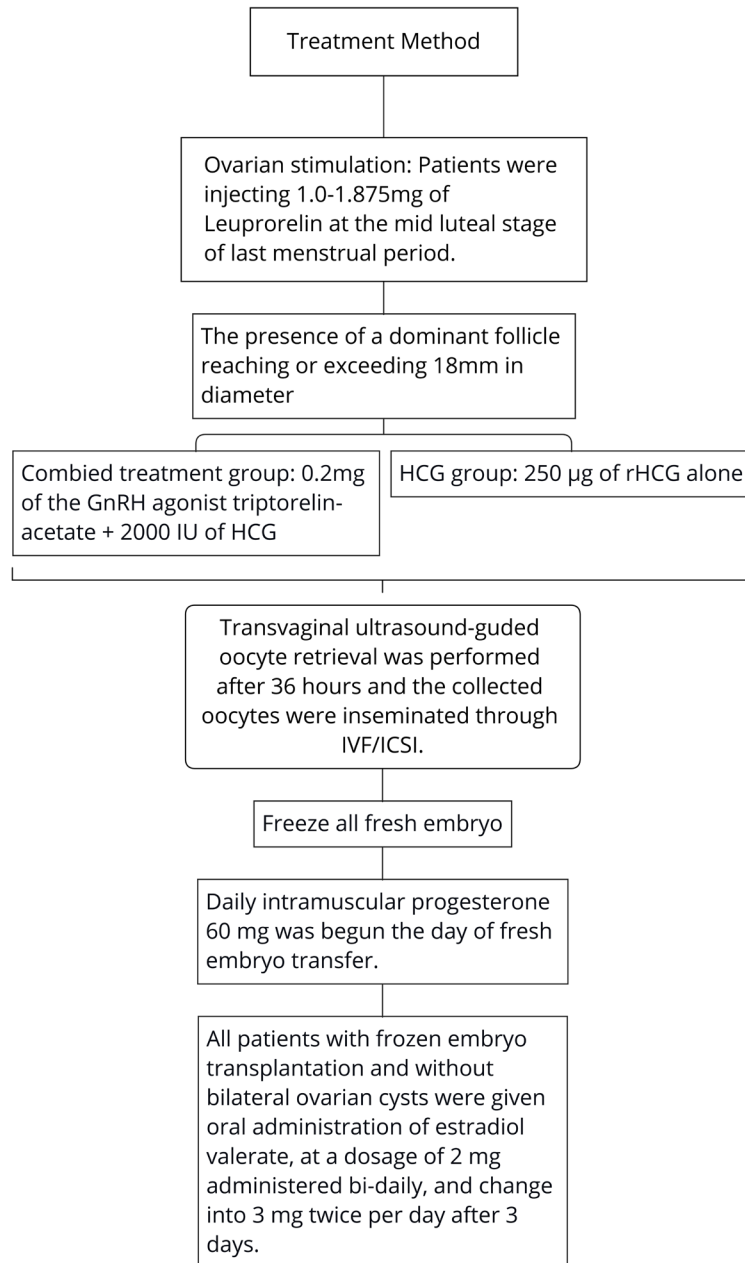 Treatment Method
Ovarian stimulation: Patients were
injecting 1.0-1.875mg of
Leuprorelin at the mid luteal stage
of last menstrual period.
The presence of a dominant follicle
reaching or exceeding 18mm in
diameter
Combied treatment group: 0.2mg
of the GnRH agonist triptorelin-
acetate + 2000 IU of HCG
HCG group: 250 µg of rHCG alone
Transvaginal ultrasound-guded
oocyte retrieval was performed
after 36 hours and the collected
oocytes were inseminated through
IVF/ICSI.
Freeze all fresh embryo
Daily intramuscular progesterone
60 mg was begun the day of fresh
embryo transfer.
All patients with frozen embryo
transplantation and without
bilateral ovarian cysts were given
oral administration of estradiol
valerate, at a dosage of 2 mg
administered bi-daily, and change
into 3 mg twice per day after 3
days.